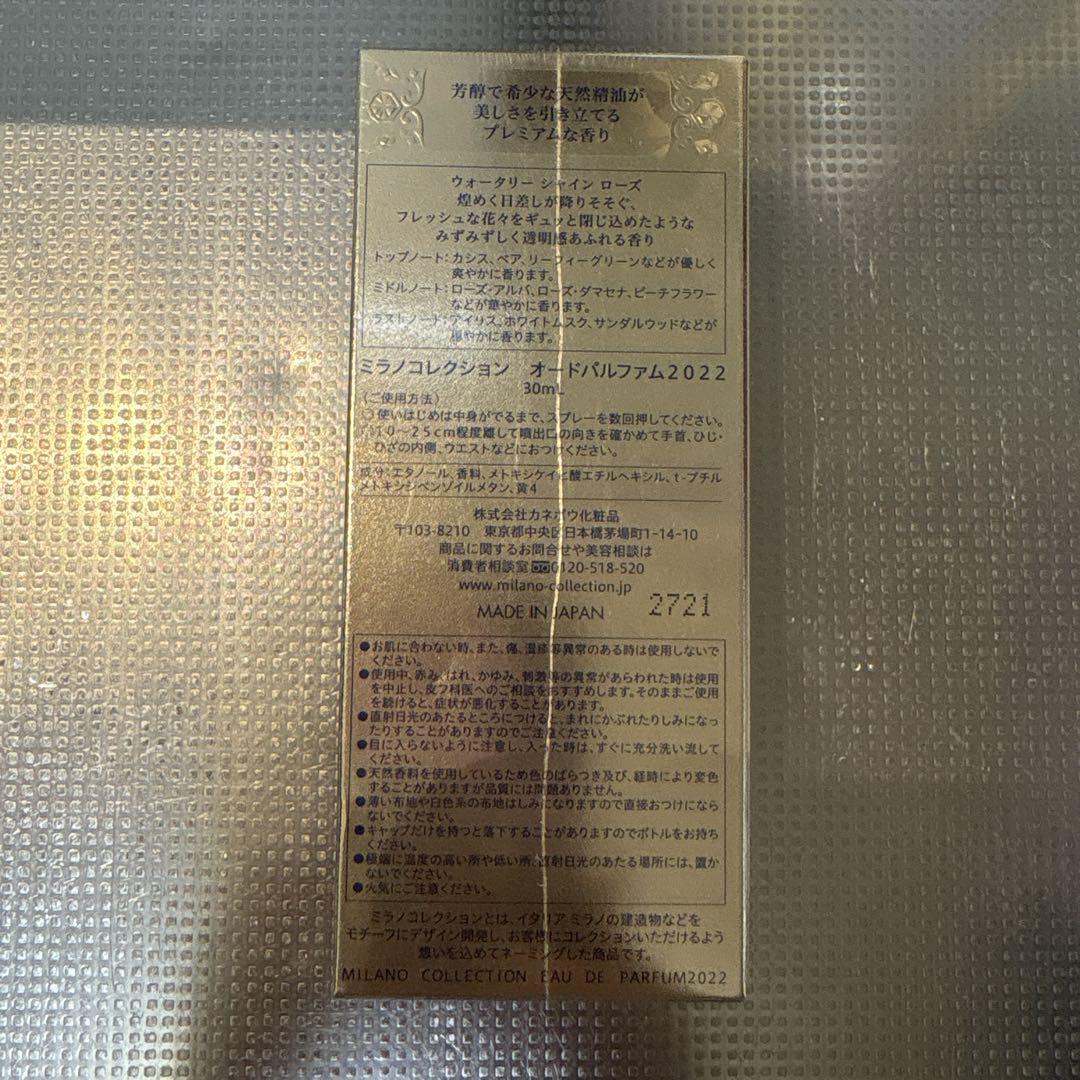 芳醇で希少な天然精油が
美しさを引き立てる
プレミアムな香り
ウォータリー シャイン ローズ
煌めく日差しが降りそそぐ、
フレッシュな花々をギュッと閉じ込めたような
みずみずしく透明感あふれる香り
トップノート：カシス、ペア、リーフィーグリーンなどが優しく
爽やかに香ります。
ミドルノート：ローズ・アルバ、ローズ・ダマセナ、ピーチフラワー
などが華やかに香ります。
ラストノート：アイリス、ホワイトムスク、サンダルウッドなどが
穏やかに香ります。
ミラノコレクション オードパルファム2022
30mL
〈ご使用方法〉
○使いはじめは中身がでるまで、スプレーを数回押してください。
10～25cm程度離して噴出口の向きを確かめて手首、ひじ・
ひざの内側、ウエストなどにおつけください。
成分：エタノール、香料、メトキシケイヒ酸エチルヘキシル、t-ブチル
メトキシジベンゾイルメタン、黄4
株式会社カネボウ化粧品
〒103-8210 東京都中央区日本橋茅場町1-14-10
商品に関するお問合せや美容相談は
消費者相談室 0120-518-520
www.milano-collection.jp
MADE IN JAPAN 2721
●お肌に合わない時、また、傷、湿疹等異常のある時は使用しないで
ください。
●使用中、赤み、はれ、かゆみ、刺激等の異常があらわれた時は使用
を中止し、皮フ科医へのご相談をおすすめします。そのままご使用
を続けると、症状が悪化することがあります。
●直射日光のあたるところにつけると、まれにかぶれたりしみになっ
たりすることがありますのでご注意ください。
●目に入らないように注意し、入った時は、すぐに充分洗い流して
ください。
●天然香料を使用しているため色のばらつき及び、経時により変色
することがありますが品質には問題ありません。
●薄い布地や白色系の布地はしみになりますので直接おつけになら
ないでください。
●キャップだけを持つと落下することがありますのでボトルをお持ち
ください。
●極端に温度の高い所や低い所、直射日光のあたる場所には、置か
ないでください。
●火気にご注意ください。
ミラノコレクションとは、イタリア ミラノの建造物などを
モチーフにデザイン開発し、お客様にコレクションいただけるよう
想いを込めてネーミングした商品です。
MILANO COLLECTION EAU DE PARFUM2022